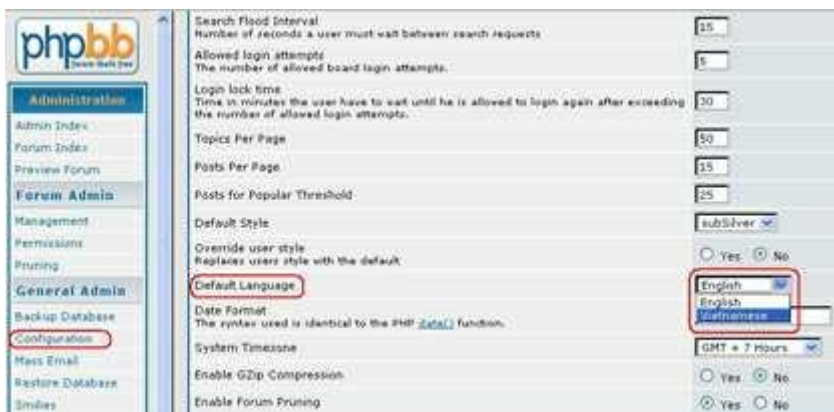 phpbb
Administration
Admin Index
Forum Index
Preview Forum
Forum Admin
Management
Permissions
Pruning
General Admin
Backup Database
Configuration
Mass Email
Restore Database
Smilies
Search Flood Interval
Number of seconds a user must wait between search requests
15
Allowed login attempts
The number of allowed board login attempts.
5
Login lock time
Time in minutes the user have to wait until he is allowed to login again after exceeding
the number of allowed login attempts.
30
Topics Per Page
50
Posts Per Page
15
Posts for Popular Threshold
25
Default Style
subSilver
Override user style
Replaces users style with the default
Yes No
Default Language
English
English
Vietnamese
Date Format
The syntax used is identical to the PHP date() function.
System Timezone
GMT + 7 Hours
Enable GZip Compression
Yes No
Enable Forum Pruning
Yes No